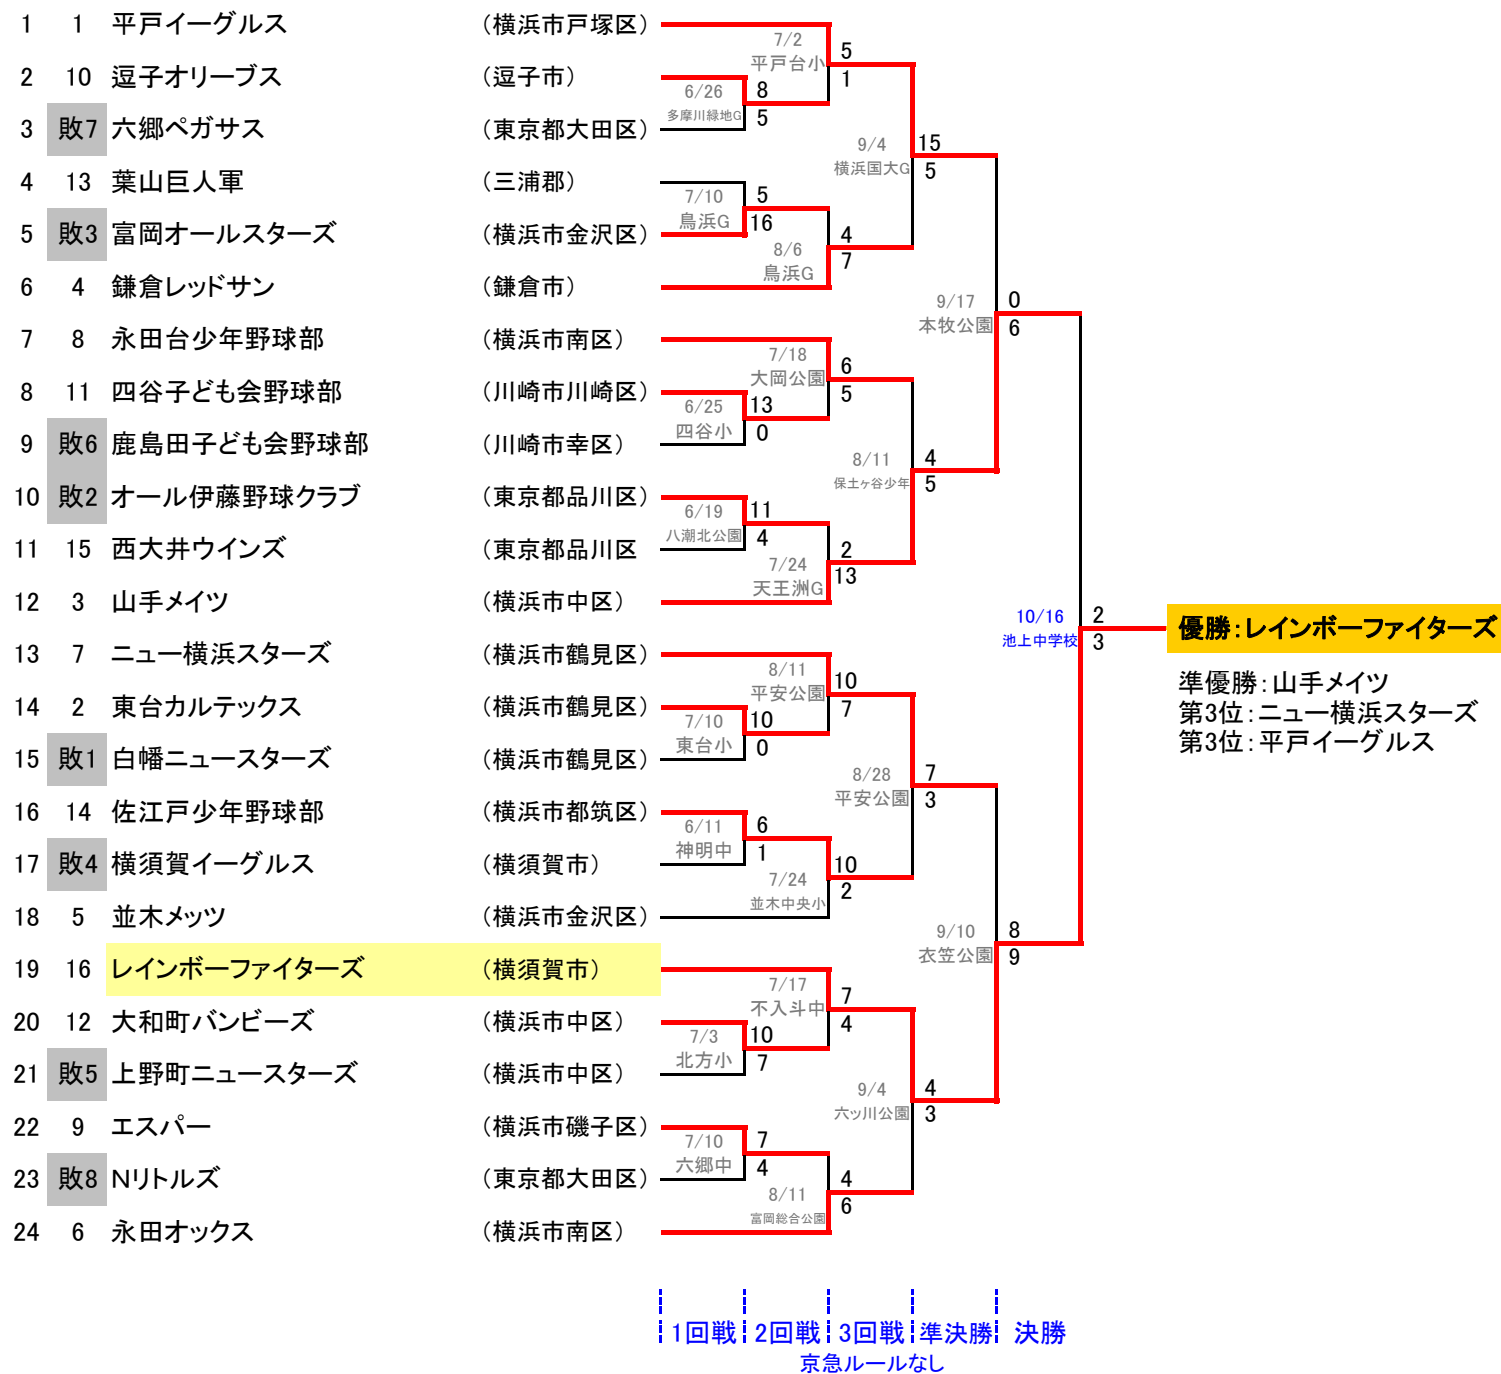 1 1 平戸イーグルス （横浜市戸塚区）
7/2 5
平戸台小 1
2 10 逗子オリーブス （逗子市）
6/26 8
多摩川緑地G 5
3 敗7 六郷ペガサス （東京都大田区）
9/4 15
横浜国大G 5
4 13 葉山巨人軍 （三浦郡）
7/10 5
鳥浜G 16
5 敗3 富岡オールスターズ （横浜市金沢区）
8/6 4
鳥浜G 7
6 4 鎌倉レッドサン （鎌倉市）
9/17 0
本牧公園 6
7 8 永田台少年野球部 （横浜市南区）
7/18 6
大岡公園 5
8 11 四谷子ども会野球部 （川崎市川崎区）
6/25 13
四谷小 0
9 敗6 鹿島田子ども会野球部 （川崎市幸区）
8/11 4
保土ヶ谷少年 5
10 敗2 オール伊藤野球クラブ （東京都品川区）
6/19 11
八潮北公園 4
11 15 西大井ウインズ （東京都品川区
7/24 2
天王洲G 13
12 3 山手メイツ （横浜市中区）
10/16 2
池上中学校 3
優勝：レインボーファイターズ
準優勝：山手メイツ
第3位：ニュー横浜スターズ
第3位：平戸イーグルス
13 7 ニュー横浜スターズ （横浜市鶴見区）
8/11 10
平安公園 7
14 2 東台カルテックス （横浜市鶴見区）
7/10 10
東台小 0
15 敗1 白幡ニュースターズ （横浜市鶴見区）
8/28 7
平安公園 3
16 14 佐江戸少年野球部 （横浜市都筑区）
6/11 6
神明中 1
17 敗4 横須賀イーグルス （横須賀市）
7/24 10
並木中央小 2
18 5 並木メッツ （横浜市金沢区）
9/10 8
衣笠公園 9
19 16 レインボーファイターズ （横須賀市）
7/17 7
不入斗中 4
20 12 大和町バンビーズ （横浜市中区）
7/3 10
北方小 7
21 敗5 上野町ニュースターズ （横浜市中区）
9/4 4
六ッ川公園 3
22 9 エスパー （横浜市磯子区）
7/10 7
六郷中 4
23 敗8 Nリトルズ （東京都大田区）
8/11 4
富岡総合公園 6
24 6 永田オックス （横浜市南区）
1回戦 2回戦 3回戦 準決勝 決勝
京急ルールなし